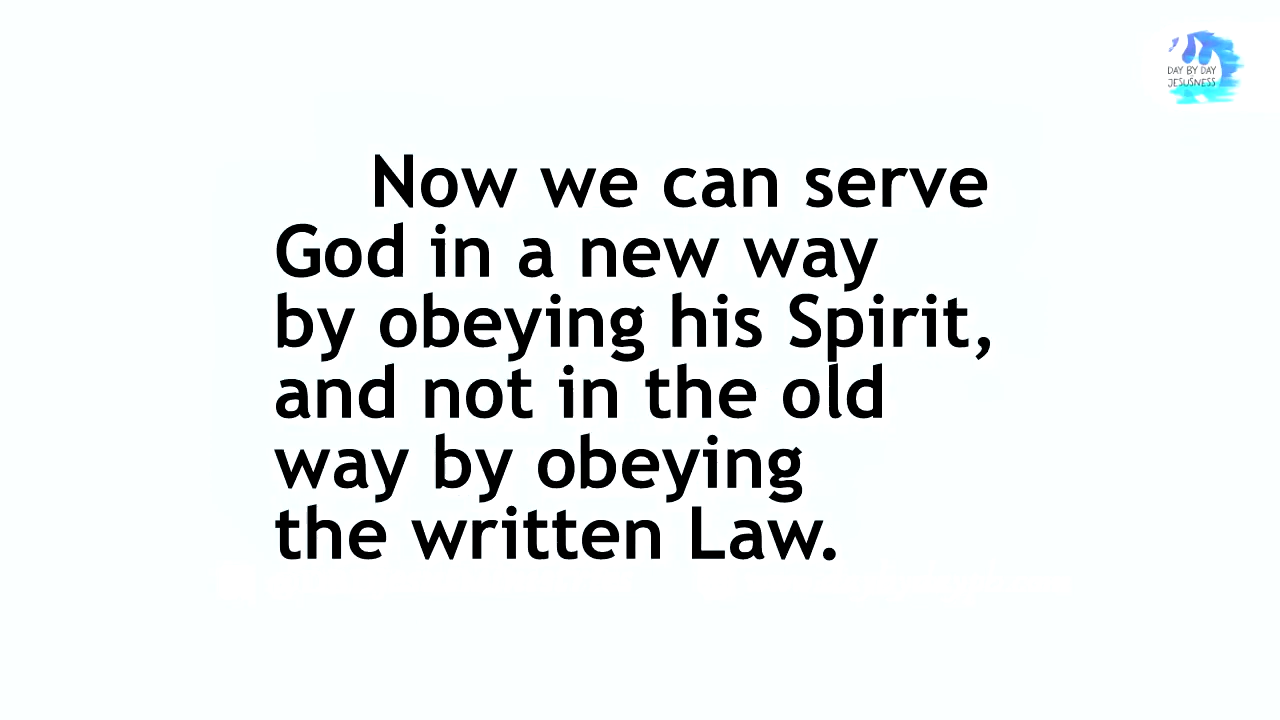 DAY BY DAY
JESUSNESS
Now we can serve
God in a new way
by obeying his Spirit,
and not in the old
way by obeying
the written Law.